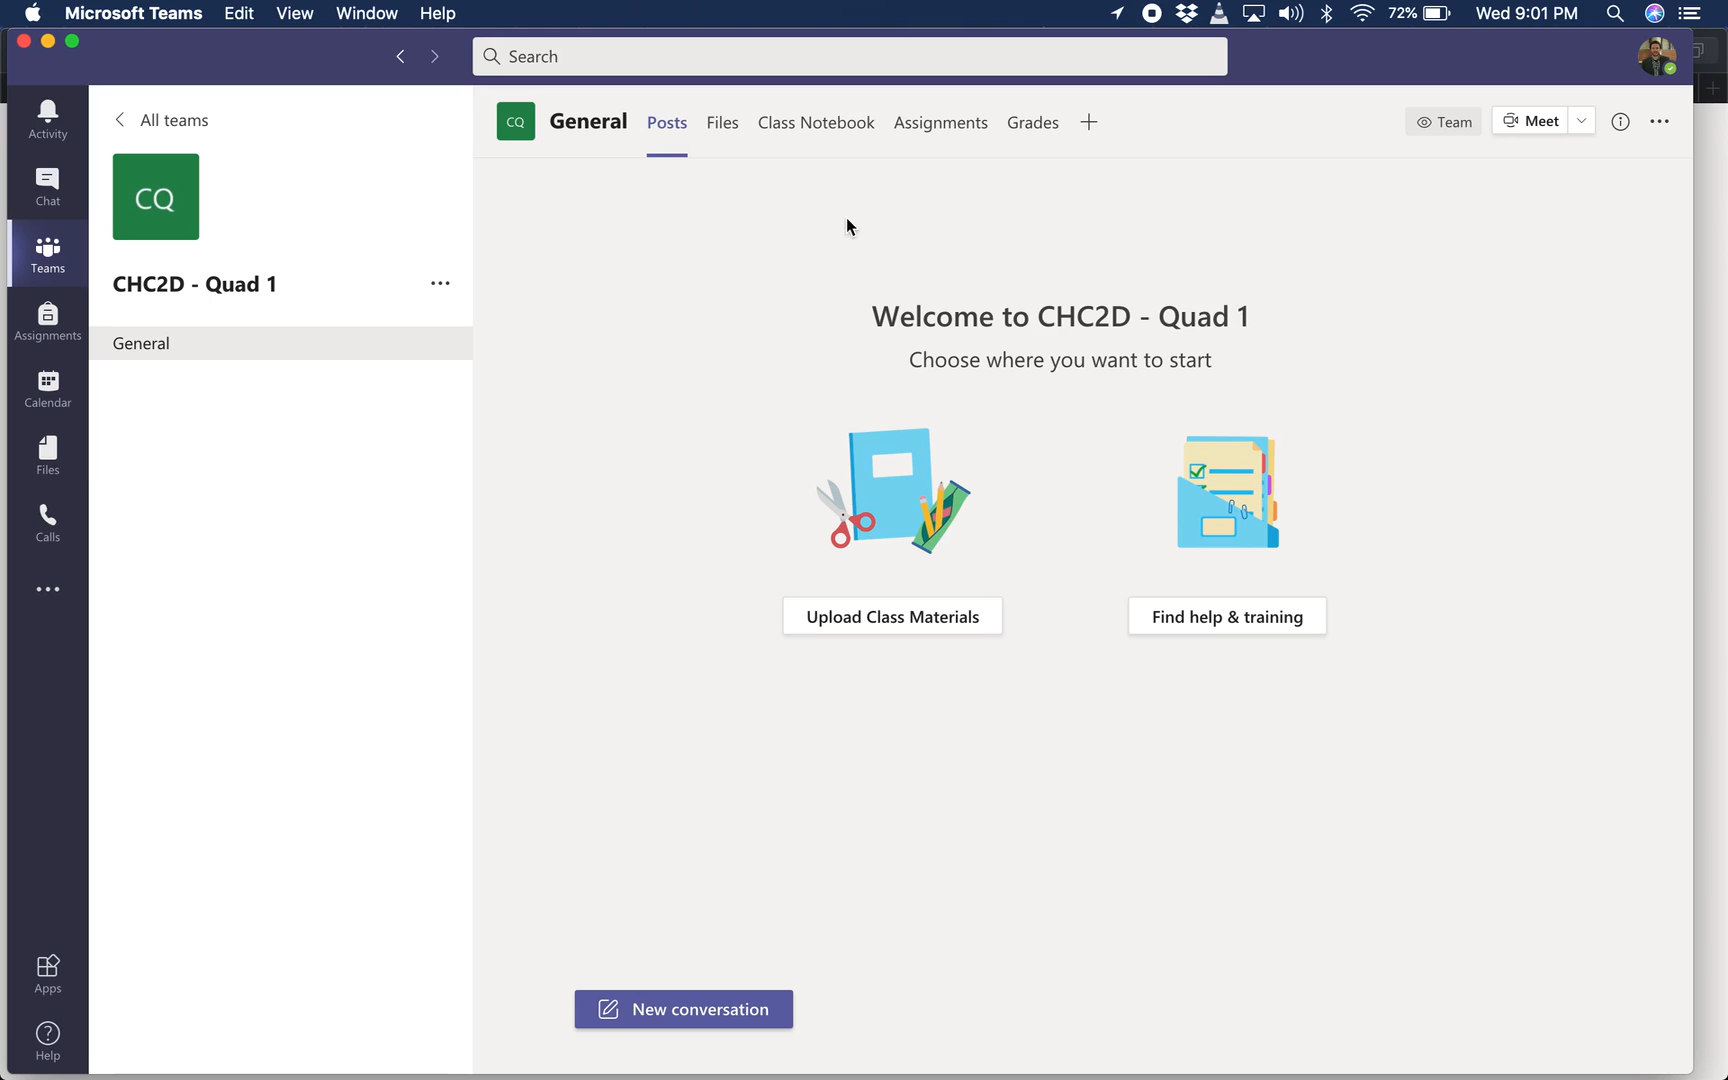 Microsoft Teams Edit View Window Help 72% Wed 9:01 PM
Search
Activity
Chat
Teams
Assignments
Calendar
Files
Calls
Apps
Help
All teams
CQ
CHC2D - Quad 1
General
CQ General Posts Files Class Notebook Assignments Grades Team Meet
Welcome to CHC2D - Quad 1
Choose where you want to start
Upload Class Materials Find help & training
New conversation